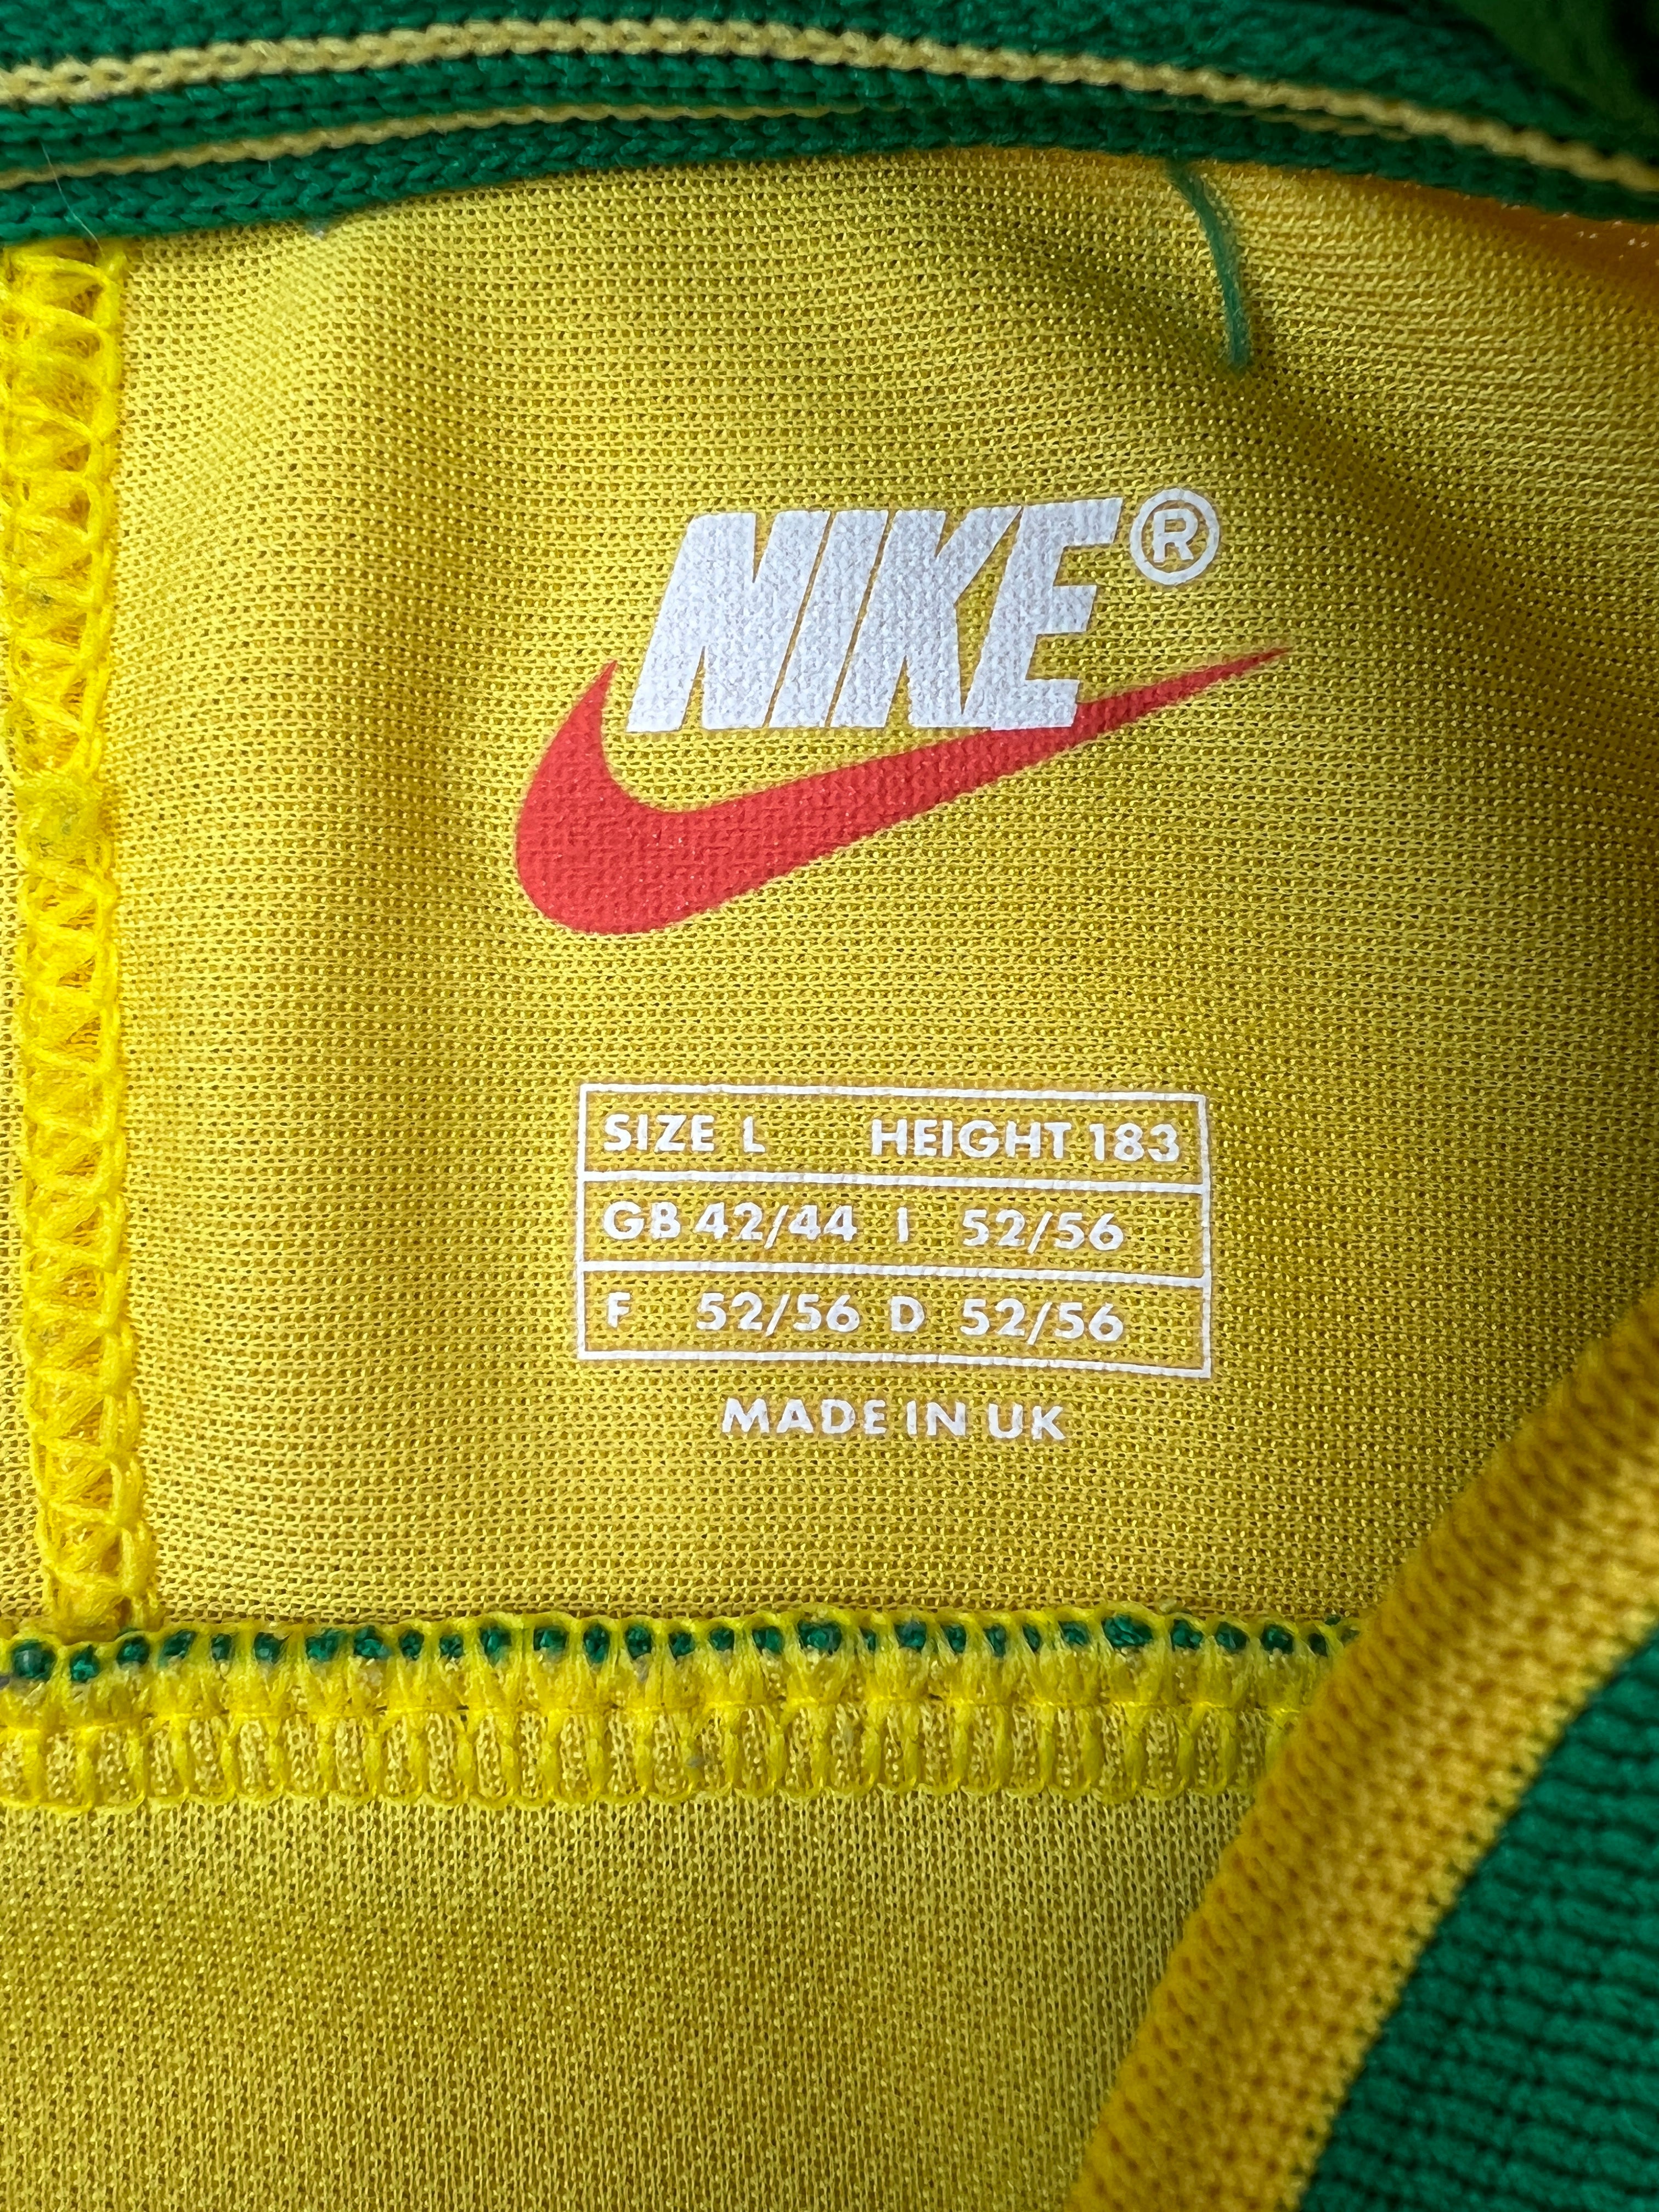 NIKE®
SIZE L HEIGHT 183
GB 42/44 I 52/56
F 52/56 D 52/56
MADE IN UK